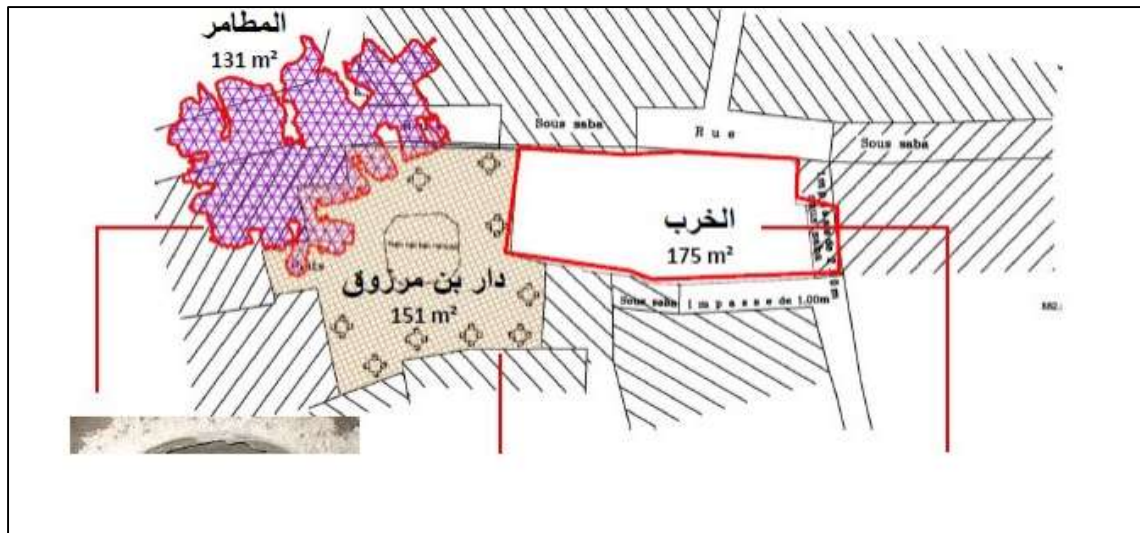 المطامر
131 m²
Sous saba
Rue
Sous saba
الخرب
175 m²
دار بن مرزوق
151 m²
Sous saba
Impasse de 1.00m